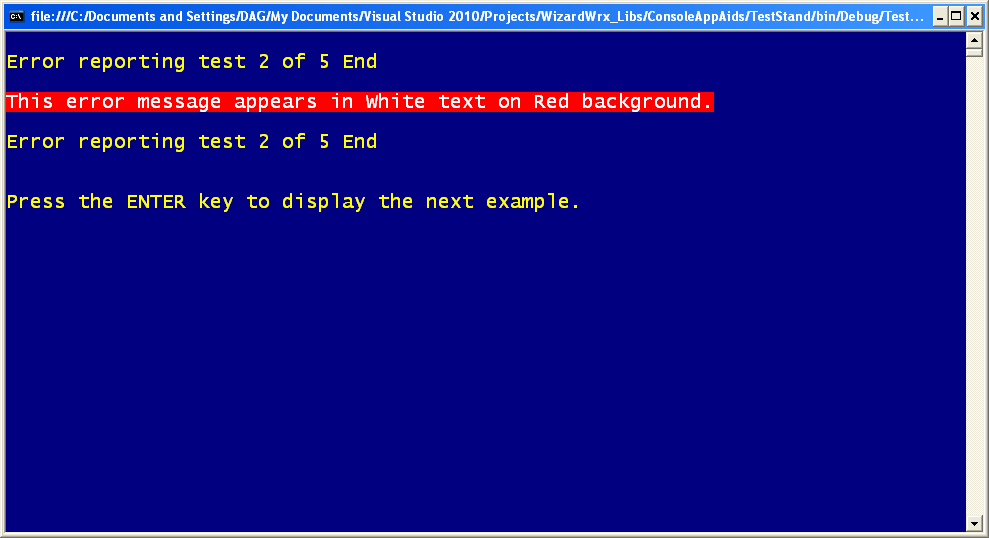 file:///C:/Documents and Settings/DAG/My Documents/Visual Studio 2010/Projects/WizardWrx_Libs/ConsoleAppAids/TestStand/bin/Debug/Test...
Error reporting test 2 of 5 End
This error message appears in White text on Red background.
Error reporting test 2 of 5 End
Press the ENTER key to display the next example.